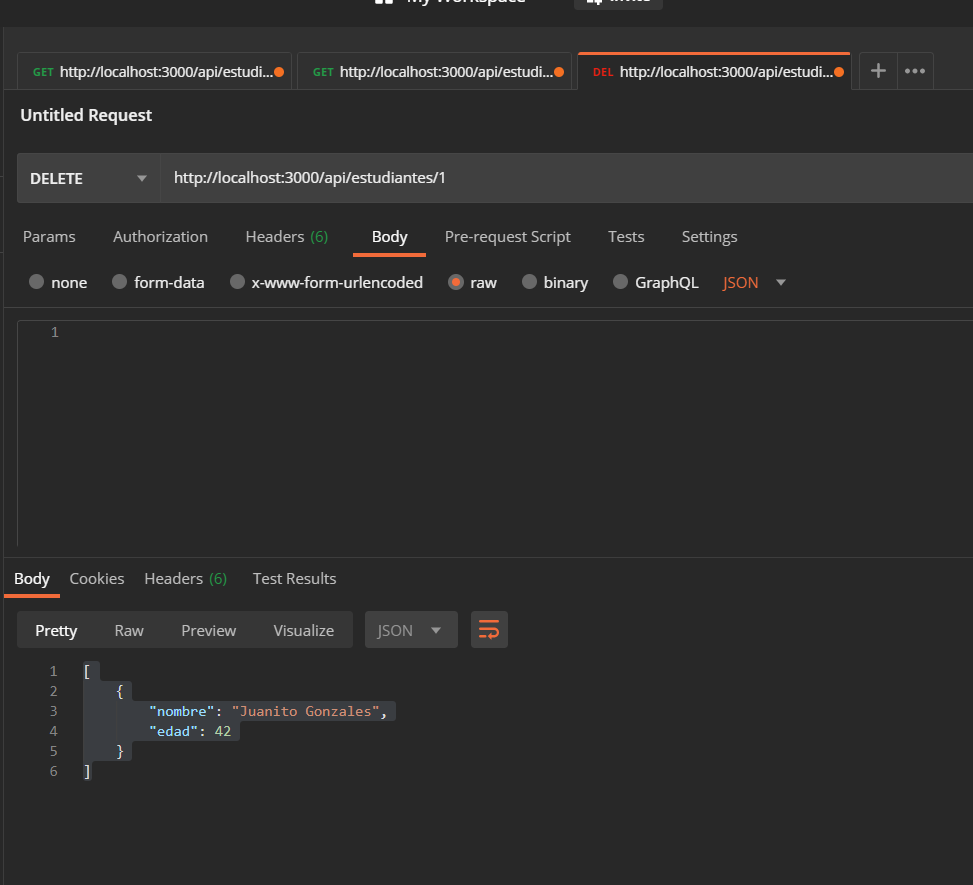 My Workspace
Invite
GET http://localhost:3000/api/estudi...
GET http://localhost:3000/api/estudi...
DEL http://localhost:3000/api/estudi...
Untitled Request
DELETE http://localhost:3000/api/estudiantes/1
Params Authorization Headers (6) Body Pre-request Script Tests Settings
none form-data x-www-form-urlencoded raw binary GraphQL JSON
1
Body Cookies Headers (6) Test Results
Pretty Raw Preview Visualize JSON
1 [
2 {
3 "nombre": "Juanito Gonzales",
4 "edad": 42
5 }
6 ]